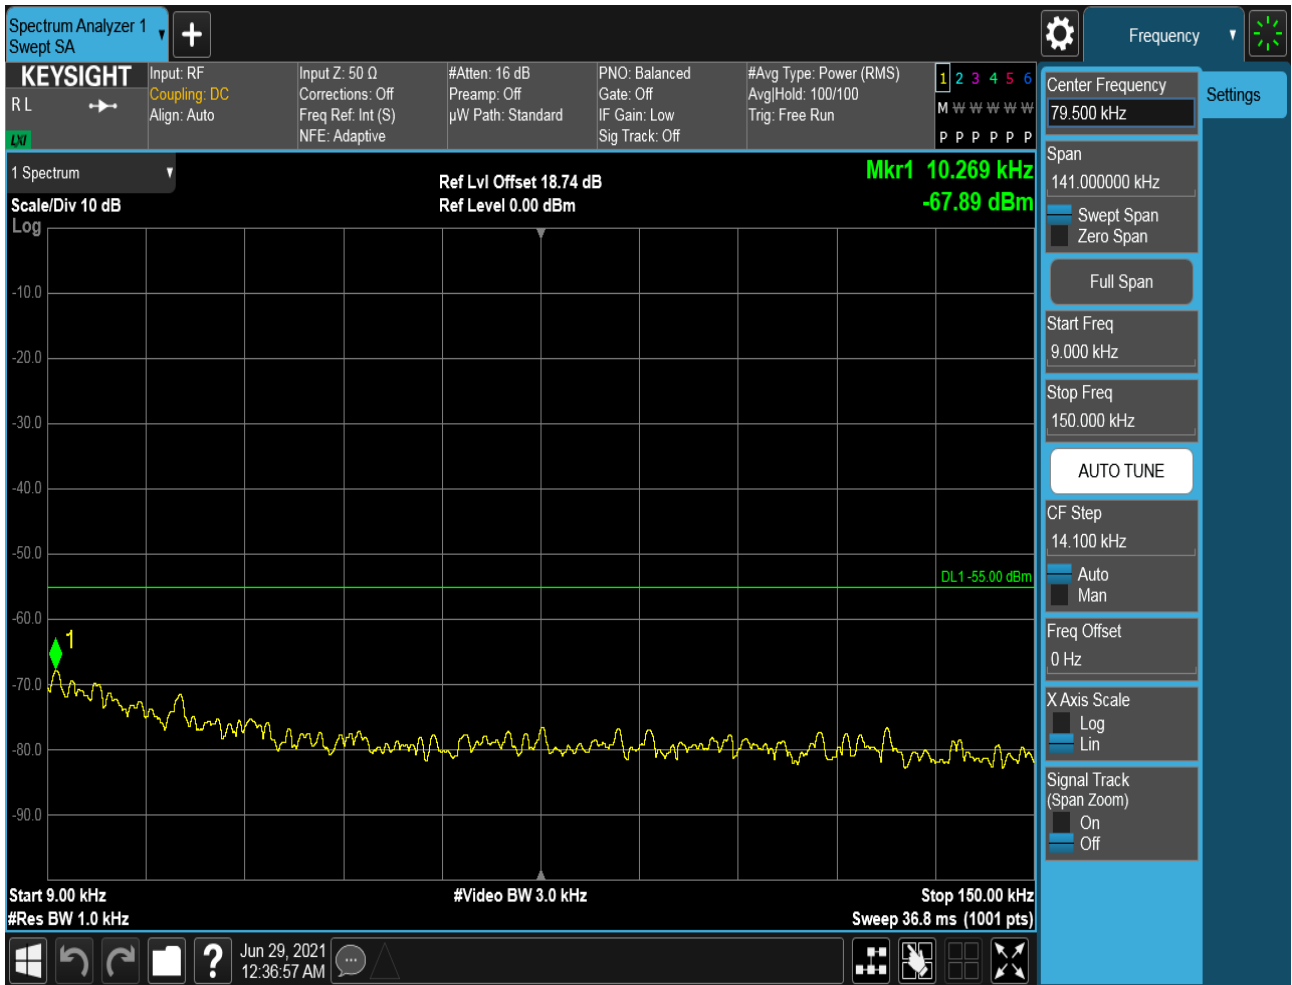 Spectrum Analyzer 1
Swept SA
+
Frequency
KEYSIGHT
R L
LXI
Input: RF
Coupling: DC
Align: Auto
Input Z: 50 Ω
Corrections: Off
Freq Ref: Int (S)
NFE: Adaptive
#Atten: 16 dB
Preamp: Off
µW Path: Standard
PNO: Balanced
Gate: Off
IF Gain: Low
Sig Track: Off
#Avg Type: Power (RMS)
Avg|Hold: 100/100
Trig: Free Run
1 2 3 4 5 6
M W W W W W
P P P P P P
1 Spectrum
Scale/Div 10 dB
Log
Ref Lvl Offset 18.74 dB
Ref Level 0.00 dBm
Mkr1 10.269 kHz
-67.89 dBm
-10.0
-20.0
-30.0
-40.0
-50.0
DL1 -55.00 dBm
-60.0
1
-70.0
-80.0
-90.0
Start 9.00 kHz
#Video BW 3.0 kHz
Stop 150.00 kHz
#Res BW 1.0 kHz
Sweep 36.8 ms (1001 pts)
?
Jun 29, 2021
12:36:57 AM
Center Frequency
79.500 kHz
Settings
Span
141.000000 kHz
Swept Span
Zero Span
Full Span
Start Freq
9.000 kHz
Stop Freq
150.000 kHz
AUTO TUNE
CF Step
14.100 kHz
Auto
Man
Freq Offset
0 Hz
X Axis Scale
Log
Lin
Signal Track
(Span Zoom)
On
Off